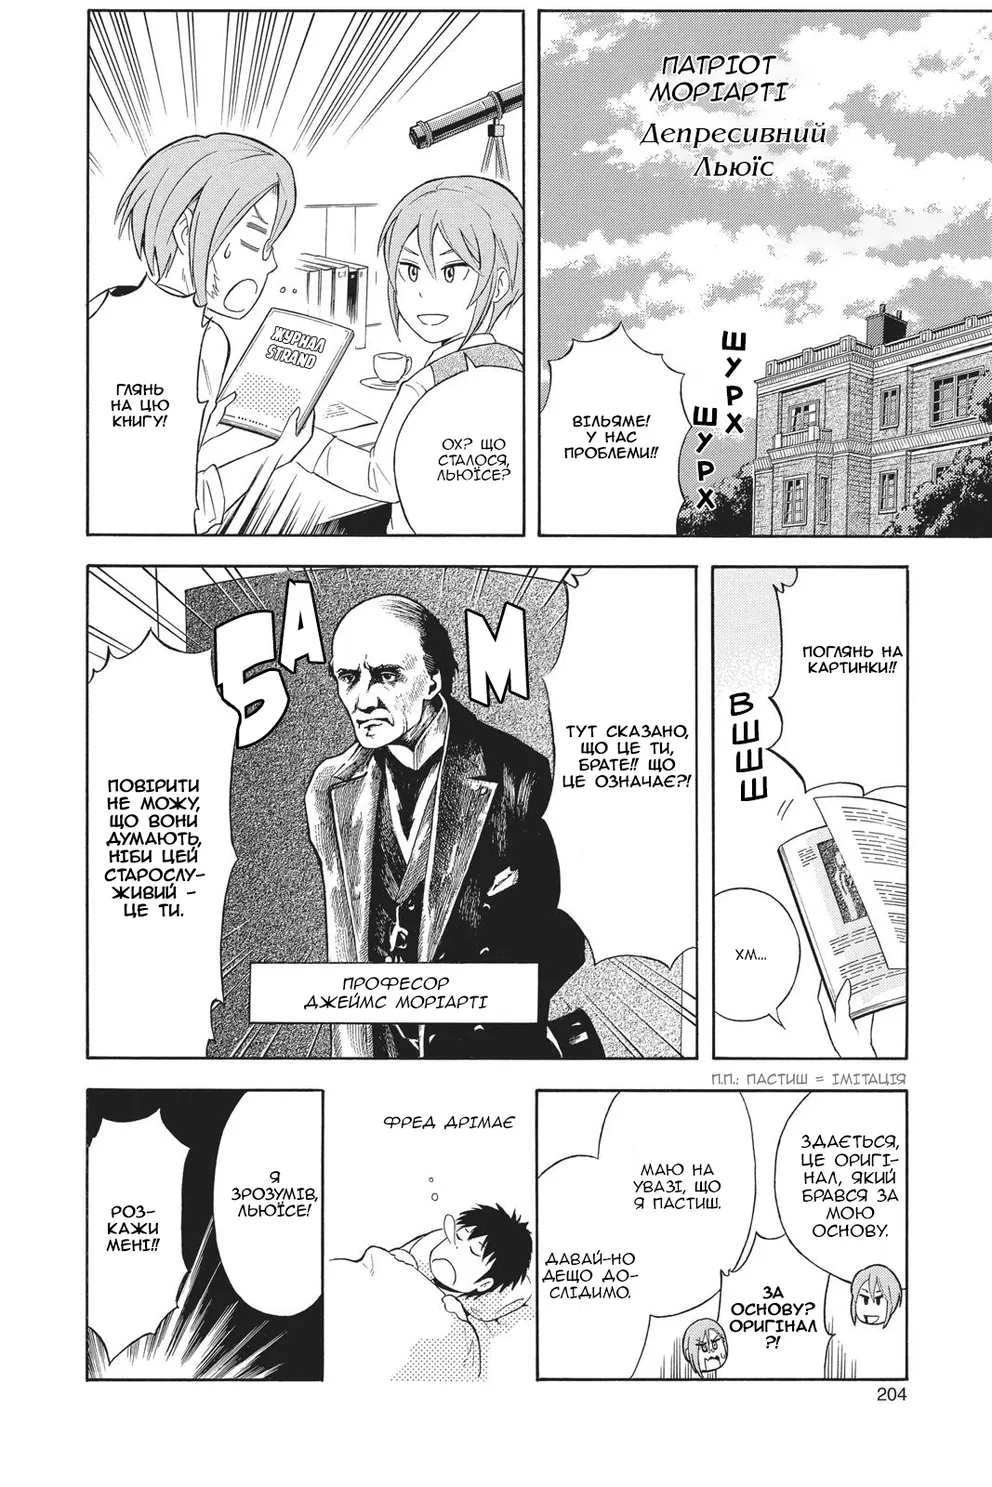 ПАТРІОТ
МОРІАРТІ
Депресивний
Льюїс
ШУРХ
ШУРХ
ВІЛЬЯМЕ!
У НАС
ПРОБЛЕМИ!!
ЖУРНАЛ
STRAND
ГЛЯНЬ
НА ЦЮ
КНИГУ!
ОХ? ЩО
СТАЛОСЯ,
ЛЬЮЇСЕ?
ПОГЛЯНЬ НА
КАРТИНКИ!!
ВШШШ
ХМ...
БАМ
ТУТ СКАЗАНО,
ЩО ЦЕ ТИ,
БРАТЕ!! ЩО
ЦЕ ОЗНАЧАЄ?!
ПРОФЕСОР
ДЖЕЙМС МОРІАРТІ
ПОВІРИТИ
НЕ МОЖУ,
ЩО ВОНИ
ДУМАЮТЬ,
НІБИ ЦЕЙ
СТАРОСЛУ-
ЖИВИЙ -
ЦЕ ТИ.
П.П.: ПАСТИШ = ІМІТАЦІЯ
ЗДАЄТЬСЯ,
ЦЕ ОРИГІ-
НАЛ, ЯКИЙ
БРАВСЯ ЗА
МОЮ
ОСНОВУ.
ЗА
ОСНОВУ?
ОРИГІНАЛ
?!
МАЮ НА
УВАЗІ, ЩО
Я ПАСТИШ.
ДАВАЙ-НО
ДЕЩО ДО-
СЛІДИМО.
ФРЕД ДРІМАЄ
Я
ЗРОЗУМІВ,
ЛЬЮЇСЕ!
РОЗ-
КАЖИ
МЕНІ!!
204